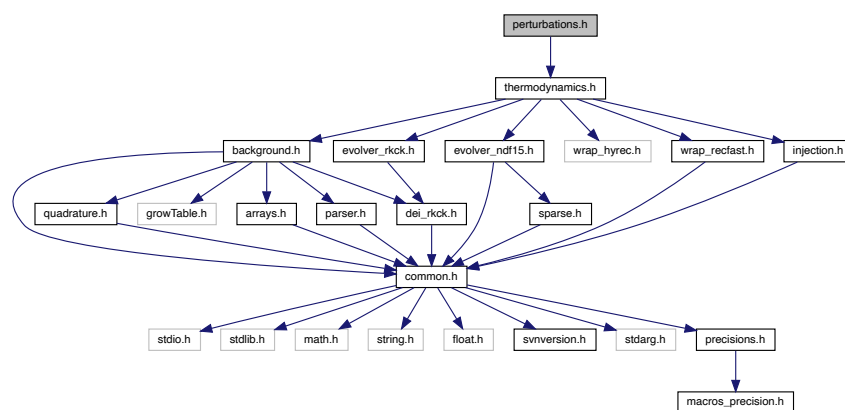 perturbations.h
thermodynamics.h
background.h
evolver_rkck.h
evolver_ndf15.h
wrap_hyrec.h
wrap_recfast.h
injection.h
quadrature.h
growTable.h
arrays.h
parser.h
dei_rkck.h
sparse.h
common.h
stdio.h
stdlib.h
math.h
string.h
float.h
svnversion.h
stdarg.h
precisions.h
macros_precision.h